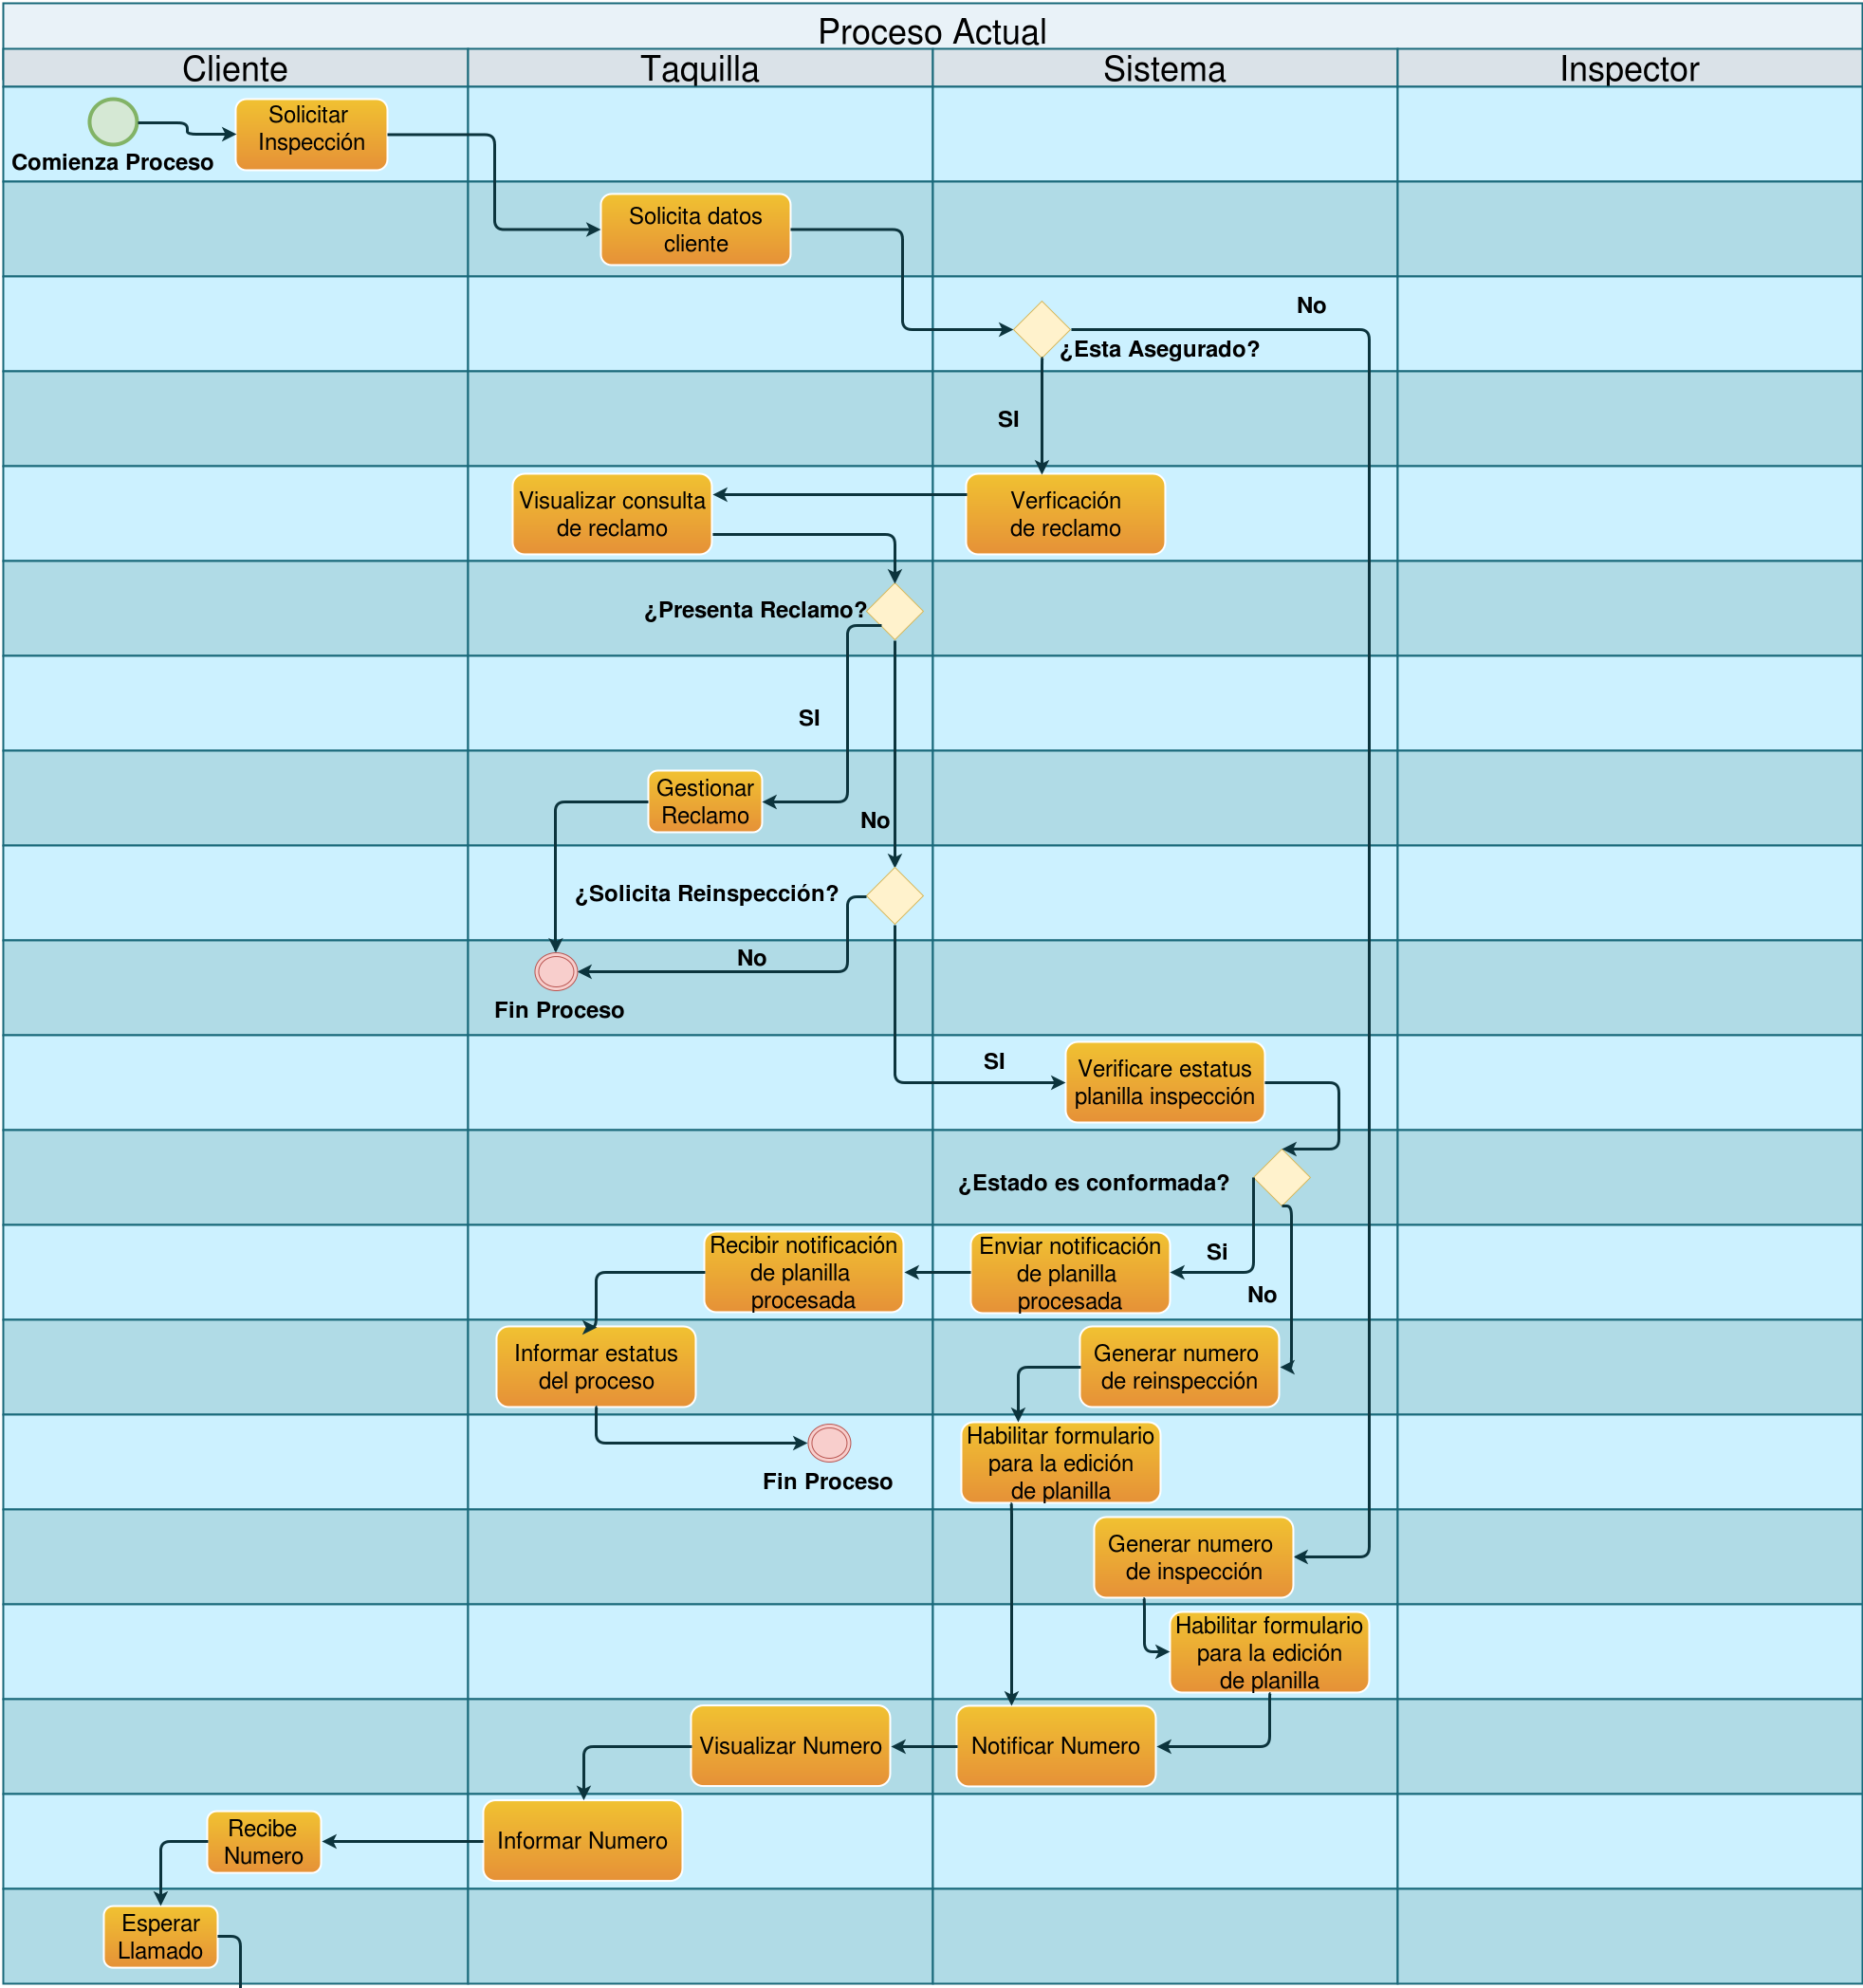 Proceso Actual
Cliente
Taquilla
Sistema
Inspector
Solicitar
Inspección
Comienza Proceso
Solicita datos
cliente
No
¿Esta Asegurado?
SI
Visualizar consulta
de reclamo
Verficación
de reclamo
¿Presenta Reclamo?
SI
Gestionar
Reclamo
No
¿Solicita Reinspección?
No
Fin Proceso
SI
Verificare estatus
planilla inspección
¿Estado es conformada?
Recibir notificación
de planilla
procesada
Enviar notificación
de planilla
procesada
Si
No
Informar estatus
del proceso
Generar numero
de reinspección
Fin Proceso
Habilitar formulario
para la edición
de planilla
Generar numero
de inspección
Habilitar formulario
para la edición
de planilla
Visualizar Numero
Notificar Numero
Recibe
Numero
Informar Numero
Esperar
Llamado